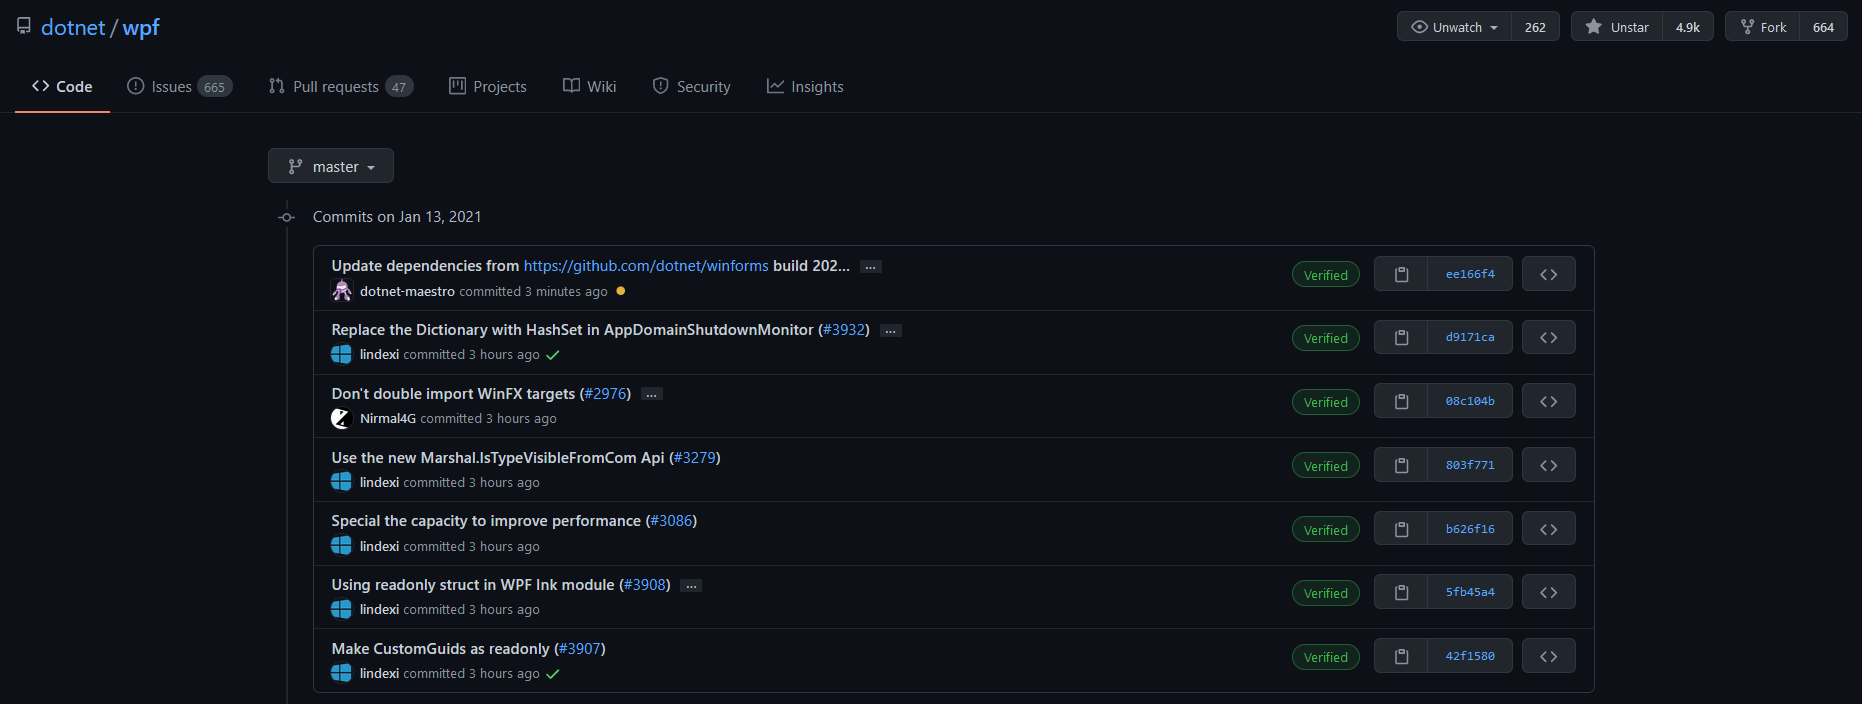 dotnet / wpf
Unwatch 262 Unstar 4.9k Fork 664
Code Issues 665 Pull requests 47 Projects Wiki Security Insights
master
Commits on Jan 13, 2021
Update dependencies from https://github.com/dotnet/winforms build 202... ...
Verified ee166f4
dotnet-maestro committed 3 minutes ago
Replace the Dictionary with HashSet in AppDomainShutdownMonitor (#3932) ...
Verified d9171ca
lindexi committed 3 hours ago
Don't double import WinFX targets (#2976) ...
Verified 08c104b
Nirmal4G committed 3 hours ago
Use the new Marshal.IsTypeVisibleFromCom Api (#3279)
Verified 803f771
lindexi committed 3 hours ago
Special the capacity to improve performance (#3086)
Verified b626f16
lindexi committed 3 hours ago
Using readonly struct in WPF Ink module (#3908) ...
Verified 5fb45a4
lindexi committed 3 hours ago
Make CustomGuids as readonly (#3907)
Verified 42f1580
lindexi committed 3 hours ago